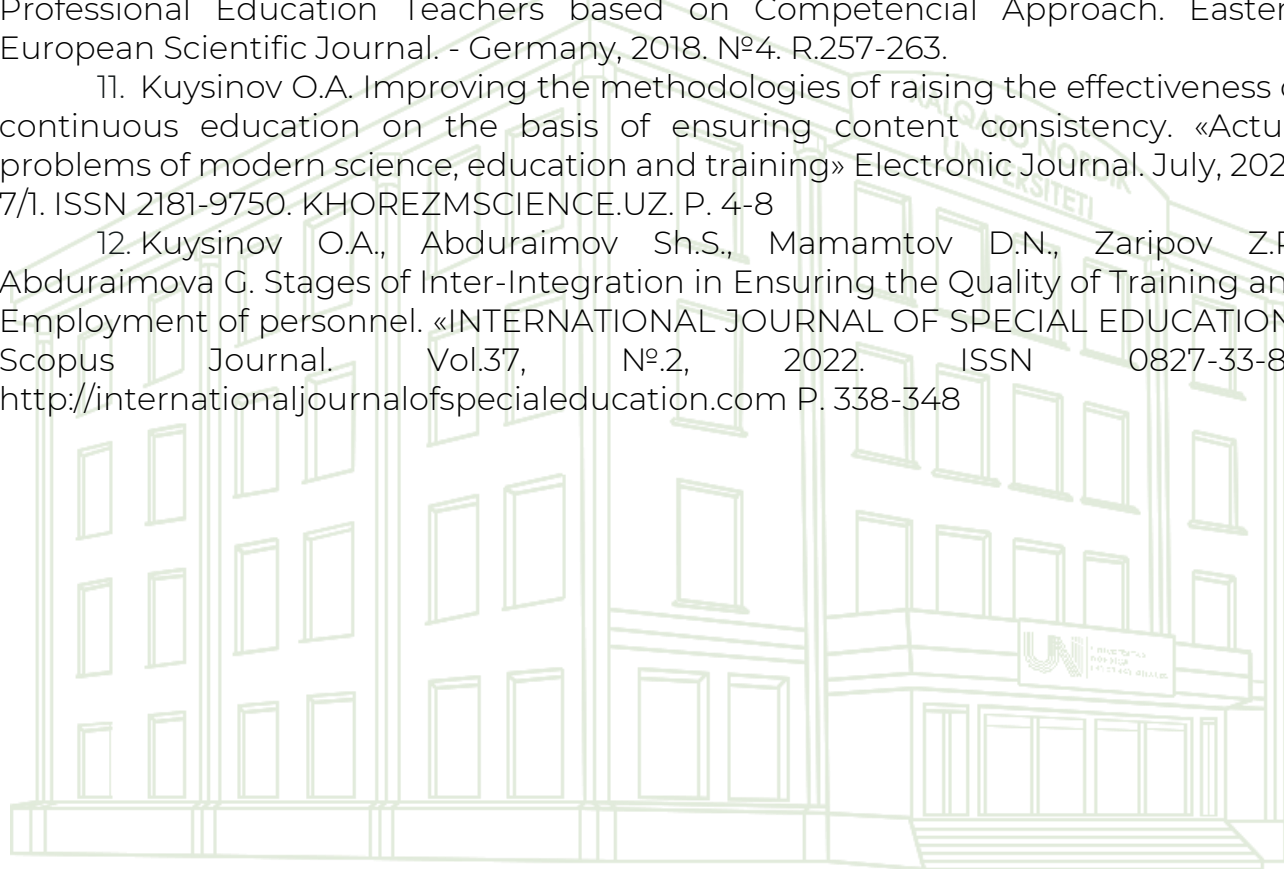 Professional Education Teachers based on Competencial Approach. Easter
European Scientific Journal. - Germany, 2018. №4. R.257-263.
11. Kuysinov O.A. Improving the methodologies of raising the effectiveness
continuous education on the basis of ensuring content consistency. «Actu
problems of modern science, education and training» Electronic Journal. July, 202
7/1. ISSN 2181-9750. KHOREZMSCIENCE.UZ. P. 4-8
12. Kuysinov O.A., Abduraimov Sh.S., Mamamtov D.N., Zaripov Z.
Abduraimova G. Stages of Inter-Integration in Ensuring the Quality of Training an
Employment of personnel. «INTERNATIONAL JOURNAL OF SPECIAL EDUCATION
Scopus Journal. Vol.37, №.2, 2022. ISSN 0827-33-8
http://internationaljournalofspecialeducation.com P. 338-348
XALQARO NORDIK
UNIVERSITETI
UNI